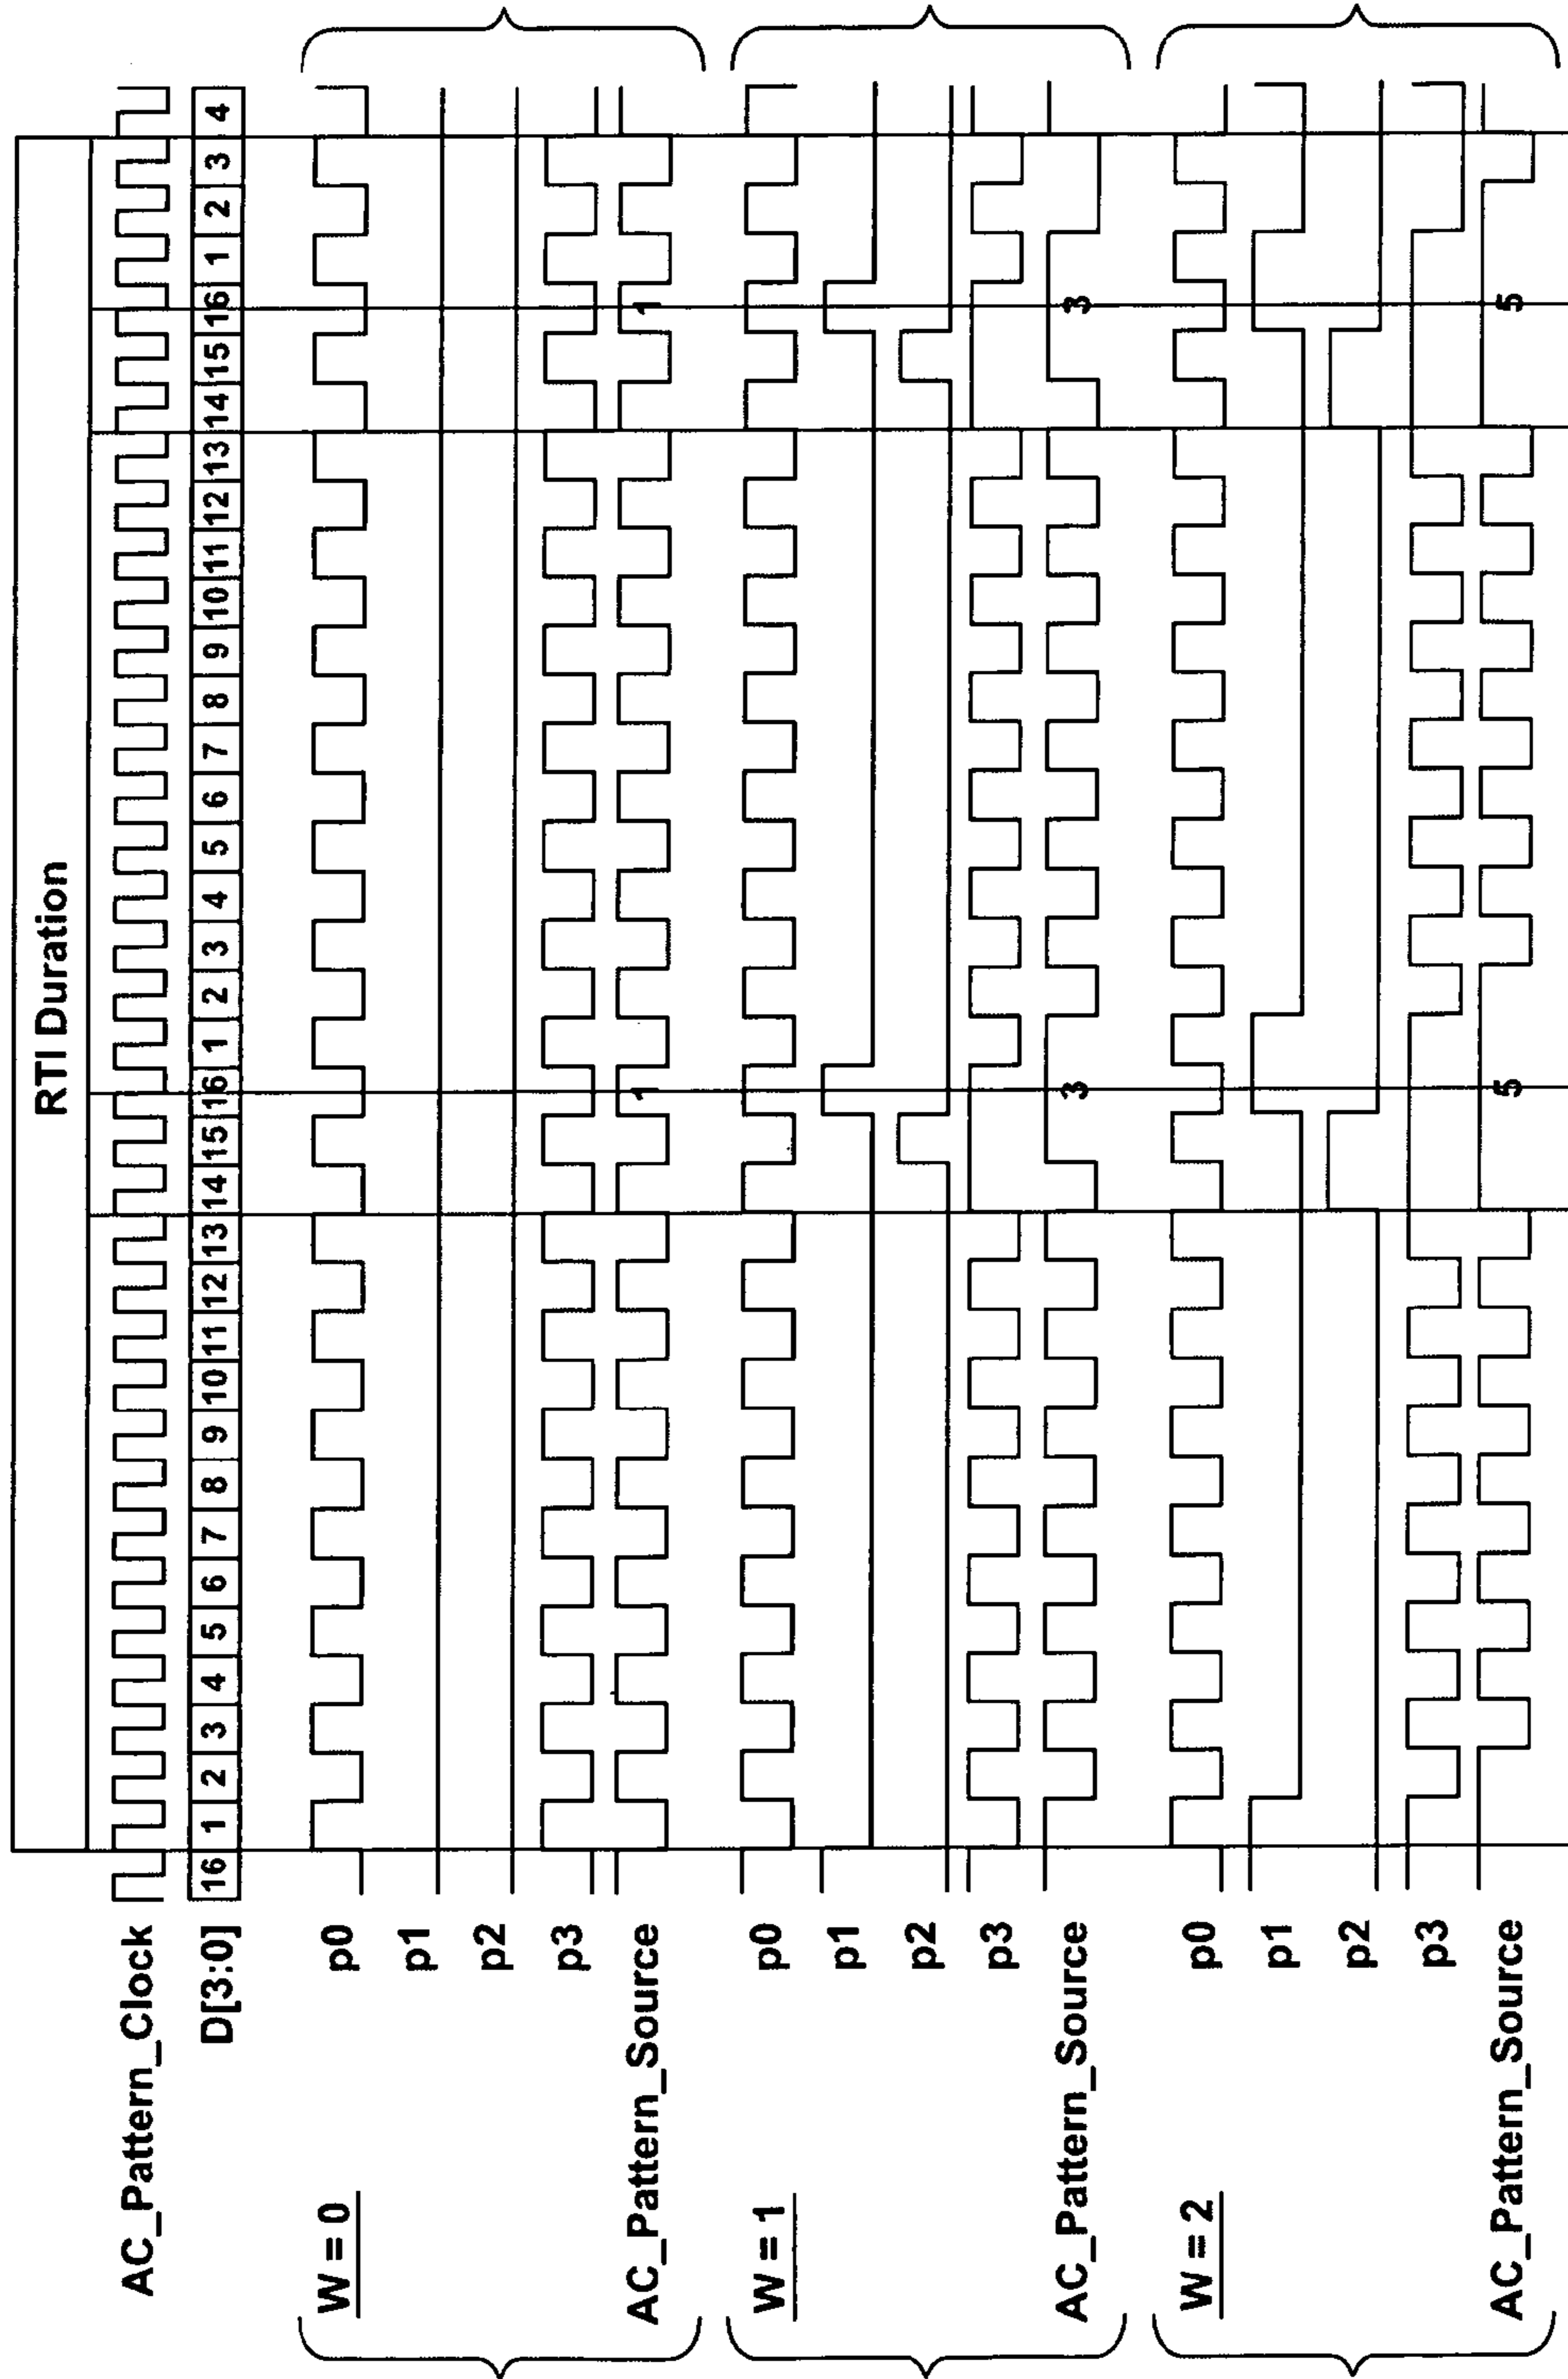 RTI Duration
AC_Pattern_Clock
D[3:0] 16 1 2 3 4 5 6 7 8 9 10 11 12 13 14 15 16 1 2 3 4 5 6 7 8 9 10 11 12 13 14 15 16 1 2 3 4
W = 0
p0
p1
p2
p3
AC_Pattern_Source 1 1
W = 1
p0
p1
p2
p3
AC_Pattern_Source 3 3
W = 2
p0
p1
p2
p3
AC_Pattern_Source 5 5